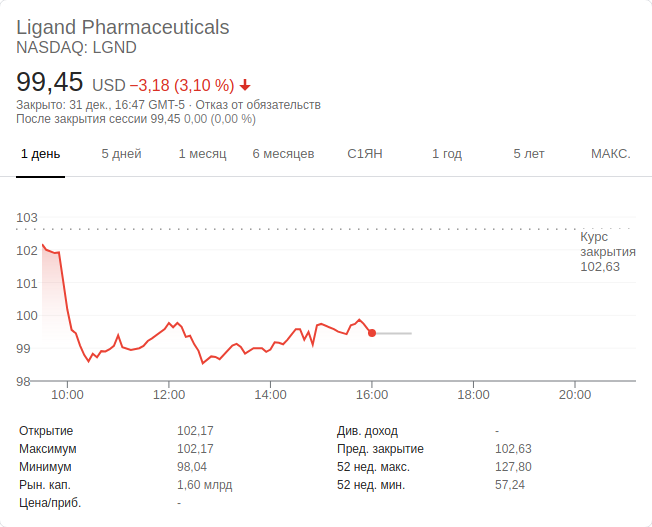 Ligand Pharmaceuticals
NASDAQ: LGND
99,45 USD −3,18 (3,10 %)
Закрыто: 31 дек., 16:47 GMT-5 · Отказ от обязательств
После закрытия сессии 99,45 0,00 (0,00 %)
1 день 5 дней 1 месяц 6 месяцев С1ЯН 1 год 5 лет МАКС.
103
102
101
100
99
98
Курс
закрытия
102,63
10:00 12:00 14:00 16:00 18:00 20:00
Открытие 102,17 Див. доход -
Максимум 102,17 Пред. закрытие 102,63
Минимум 98,04 52 нед. макс. 127,80
Рын. кап. 1,60 млрд 52 нед. мин. 57,24
Цена/приб. -